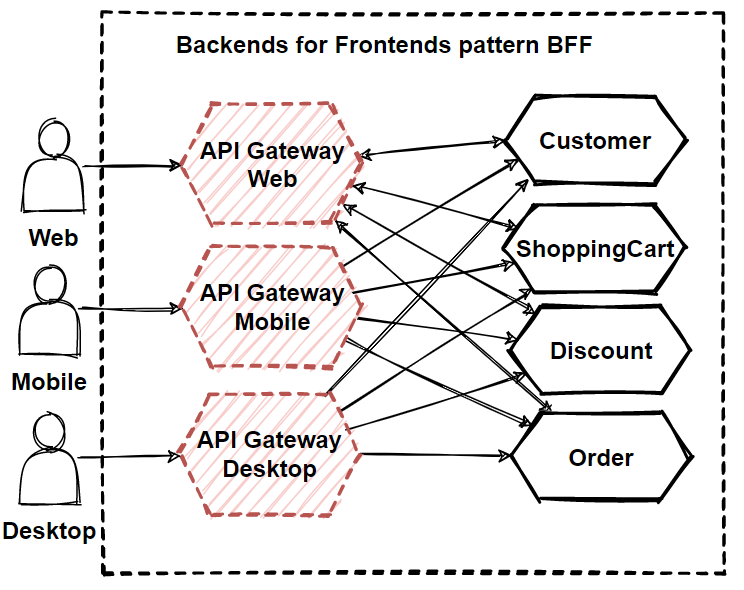 Backends for Frontends pattern BFF
API Gateway
Web
Customer
Web
ShoppingCart
API Gateway
Mobile
Discount
Mobile
API Gateway
Desktop
Order
Desktop